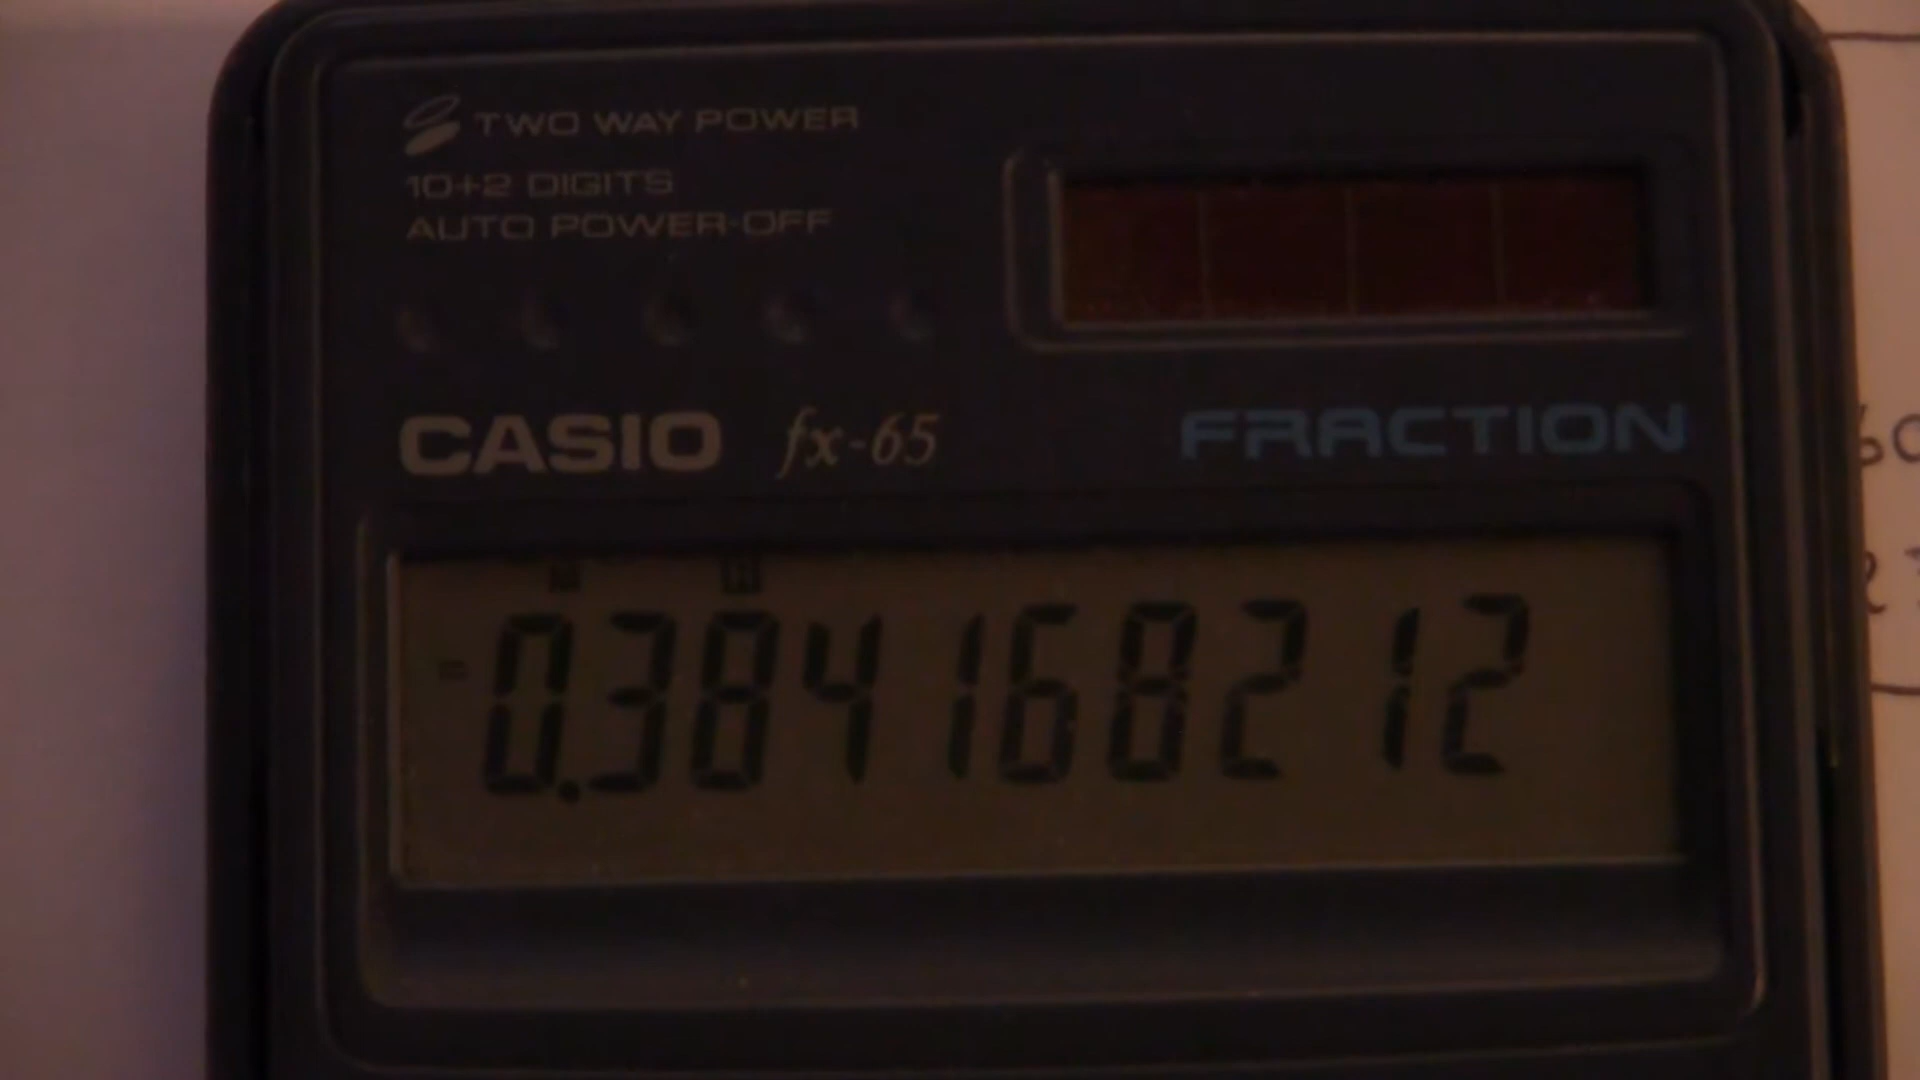 TWO WAY POWER
10+2 DIGITS
AUTO POWER-OFF
CASIO fx-65 FRACTION
-0.384168212